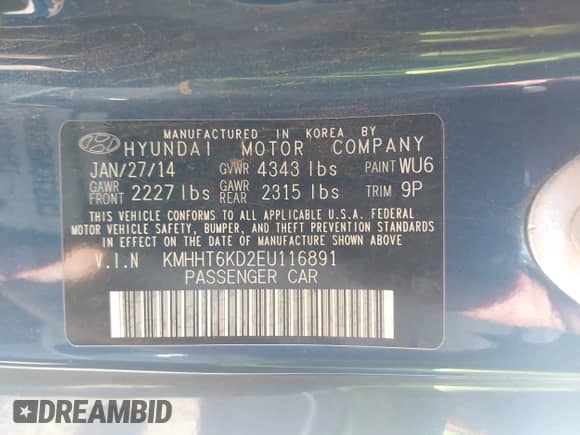 MANUFACTURED IN KOREA BY
HYUNDAI MOTOR COMPANY
JAN/27/14 GVWR 4343 lbs PAINT WU6
GAWR FRONT 2227 lbs GAWR REAR 2315 lbs TRIM 9P
THIS VEHICLE CONFORMS TO ALL APPLICABLE U.S.A. FEDERAL
MOTOR VEHICLE SAFETY, BUMPER, AND THEFT PREVENTION STANDARDS
IN EFFECT ON THE DATE OF MANUFACTURE SHOWN ABOVE.
V.I.N KMHHT6KD2EU116891
PASSENGER CAR
DREAMBID